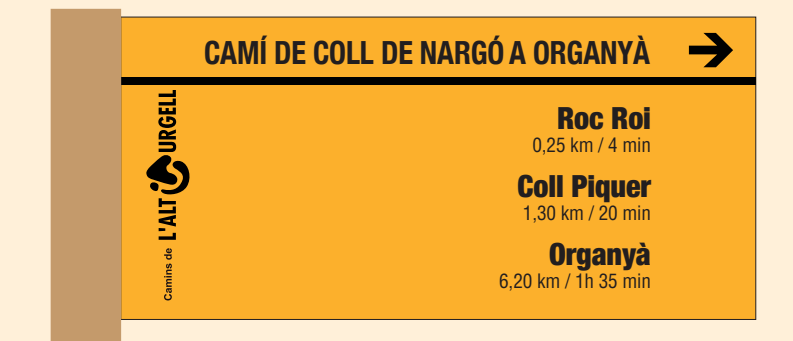 CAMÍ DE COLL DE NARGÓ A ORGANYÀ
Camins de L'ALT URGELL
Roc Roi
0,25 km / 4 min
Coll Piquer
1,30 km / 20 min
Organyà
6,20 km / 1h 35 min